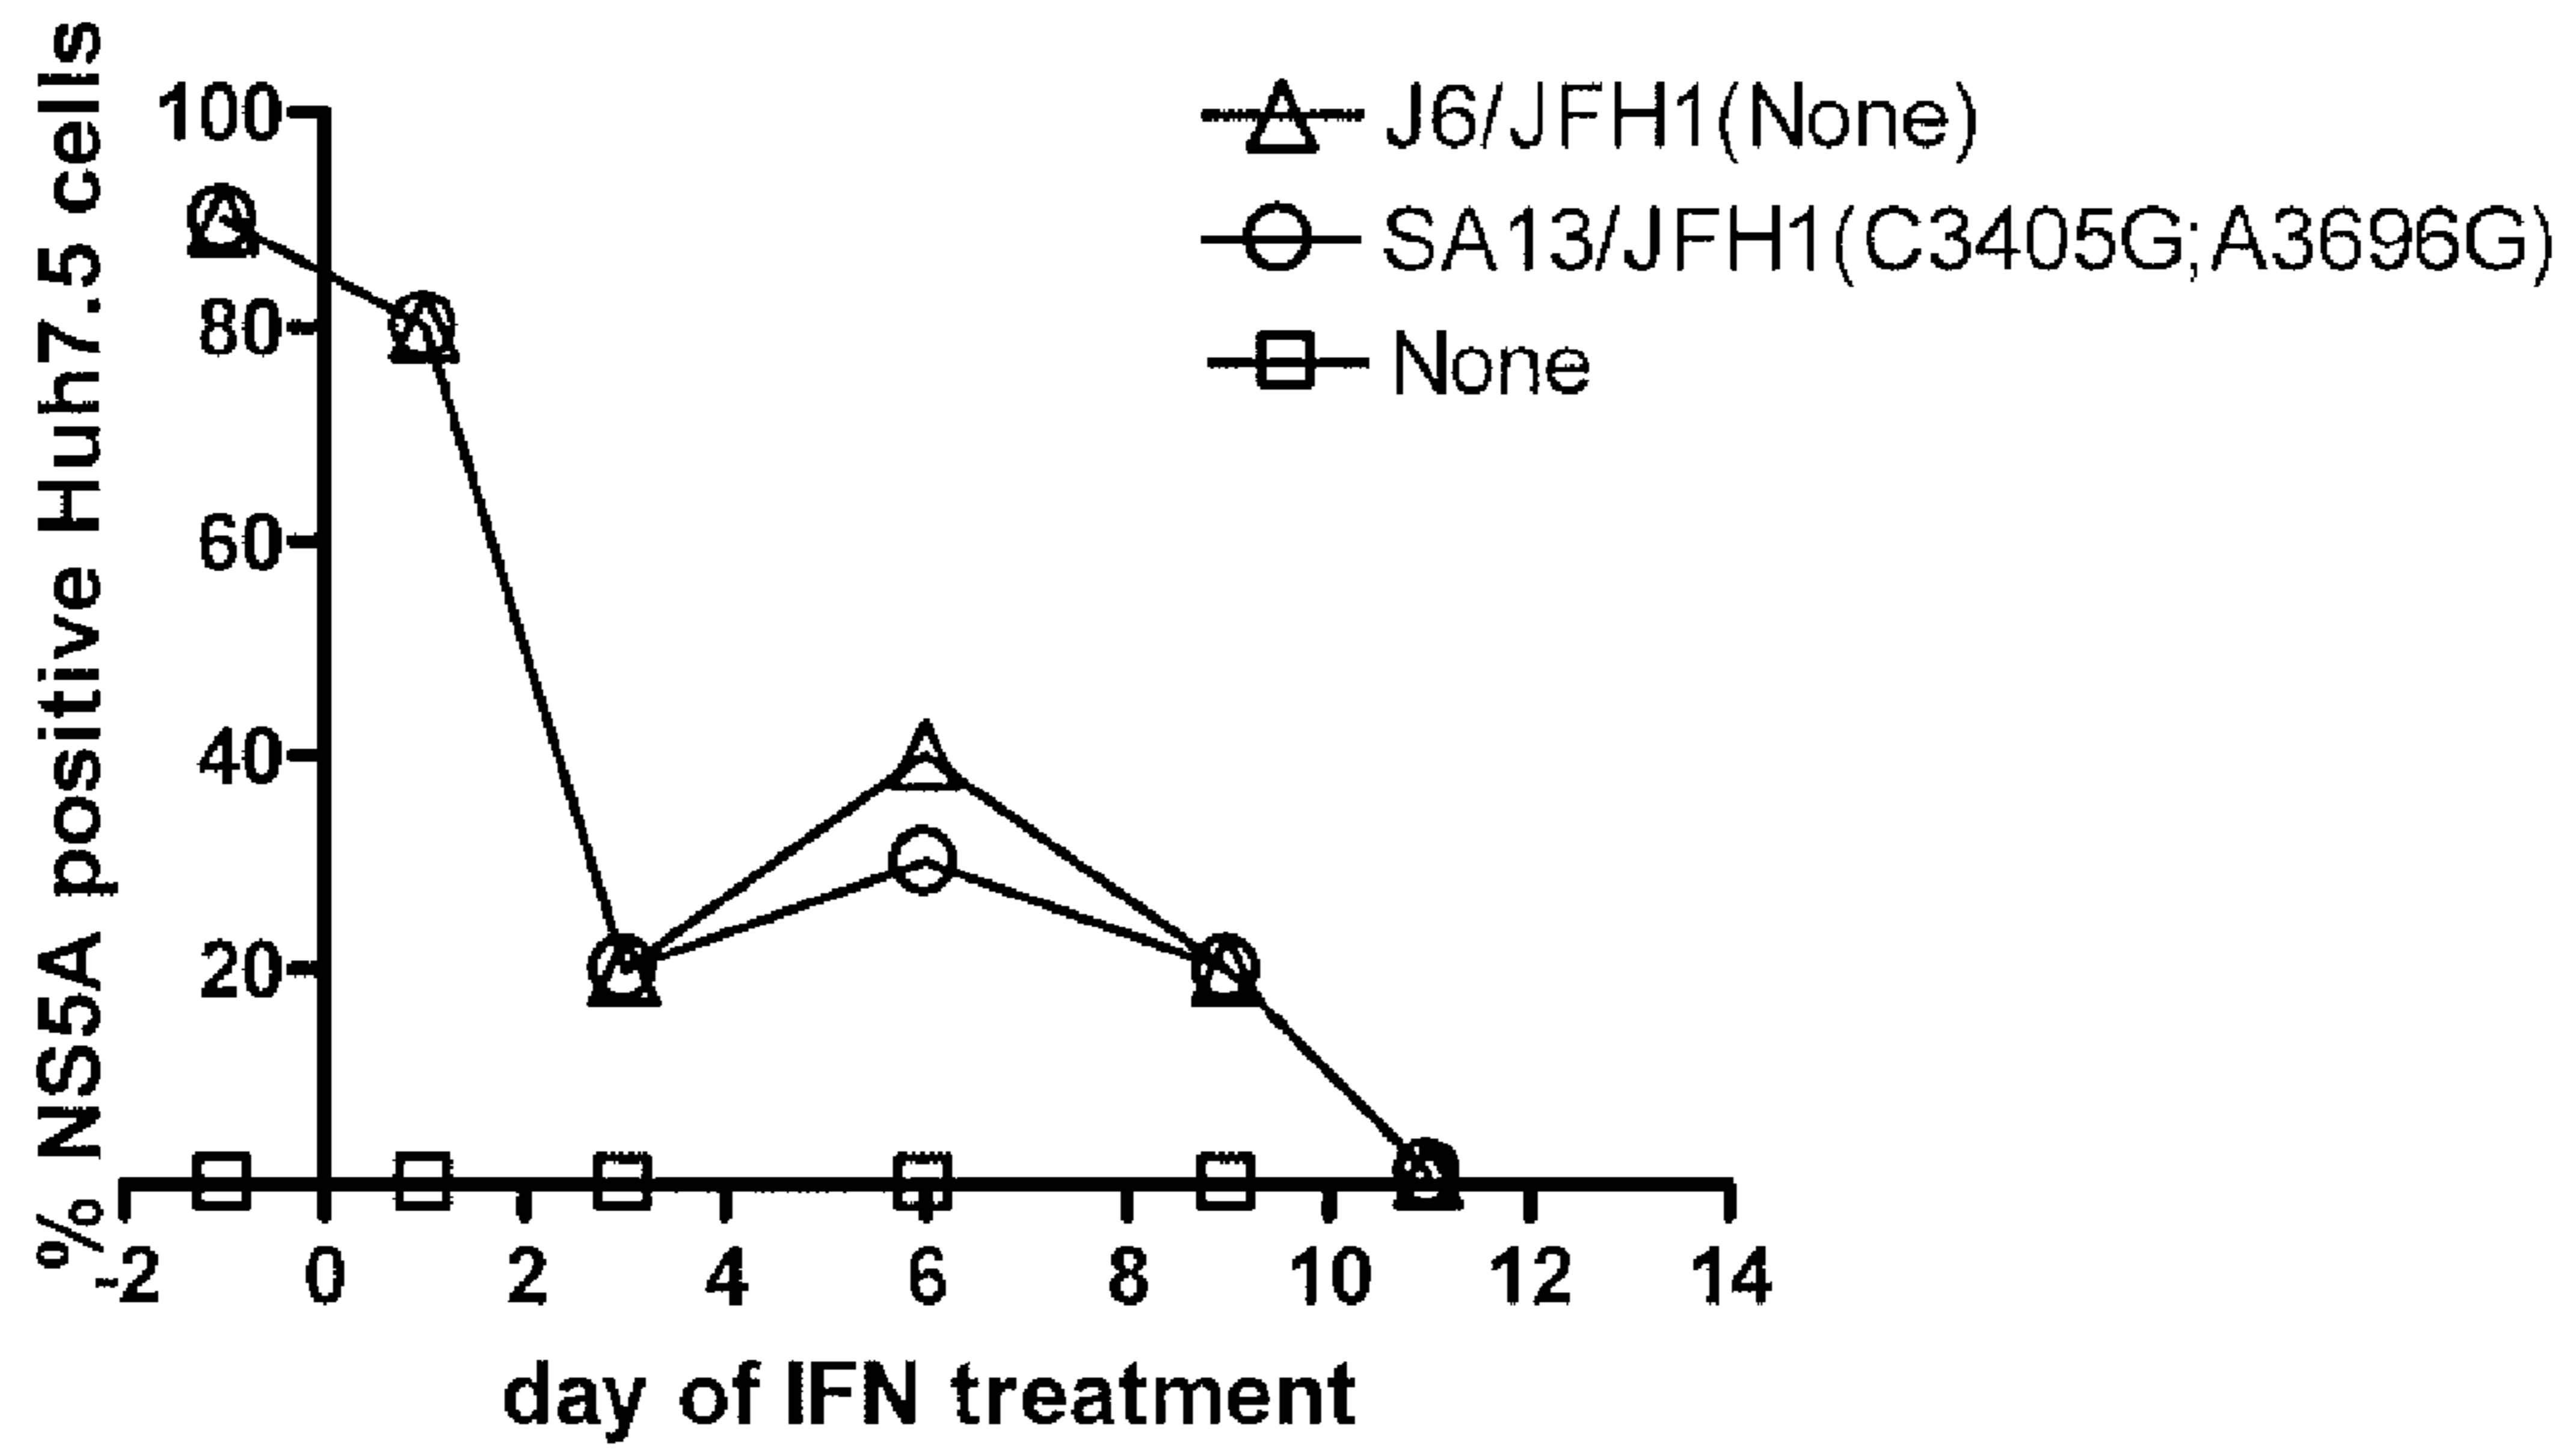 % NS5A positive Huh7.5 cells
100
80
60
40
20
J6/JFH1(None)
SA13/JFH1(C3405G;A3696G)
None
-2 0 2 4 6 8 10 12 14
day of IFN treatment